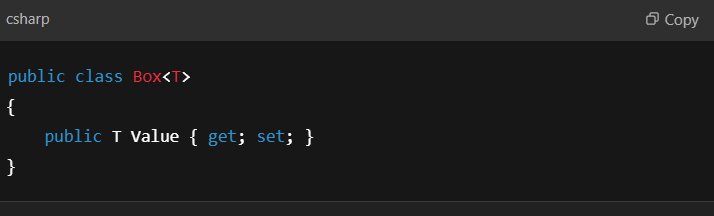 csharp
Copy
public class Box<T>
{
    public T Value { get; set; }
}